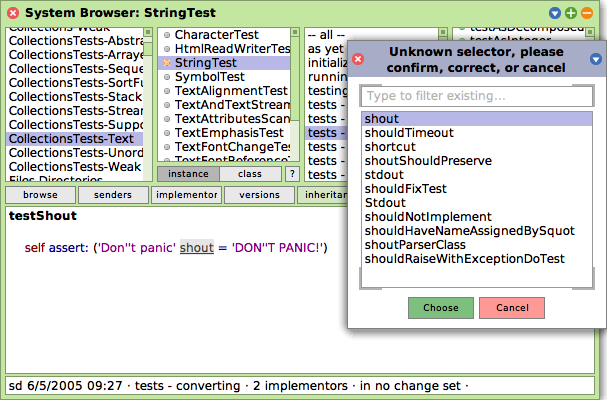 System Browser: StringTest
CollectionsTests-Weak
CollectionsTests-Abstra
CollectionsTests-Arraye
CollectionsTests-Seque
CollectionsTests-SortFu
CollectionsTests-Stack
CollectionsTests-Stream
CollectionsTests-Suppo
CollectionsTests-Text
CollectionsTests-Unord
CollectionsTests-Weak
Files-Directories
CharacterTest
HtmlReadWriterTes
StringTest
SymbolTest
TextAlignmentTest
TextAndTextStream
TextAttributesScan
TextEmphasisTest
TextFontChangeTes
TextFontReferenceT
instance
class
?
-- all --
as yet
initializ
running
testing
tests -
tests -
tests -
tests -
tests -
tests -
testAsDecomposed
testAsInteger
browse
senders
implementor
versions
inheritan
testShout
self assert: ('Don''t panic' shout = 'DON''T PANIC!')
sd 6/5/2005 09:27 · tests - converting · 2 implementors · in no change set ·
Unknown selector, please
confirm, correct, or cancel
Type to filter existing...
shout
shouldTimeout
shortcut
shoutShouldPreserve
stdout
shouldFixTest
Stdout
shouldNotImplement
shouldHaveNameAssignedBySquot
shoutParserClass
shouldRaiseWithExceptionDoTest
Choose
Cancel